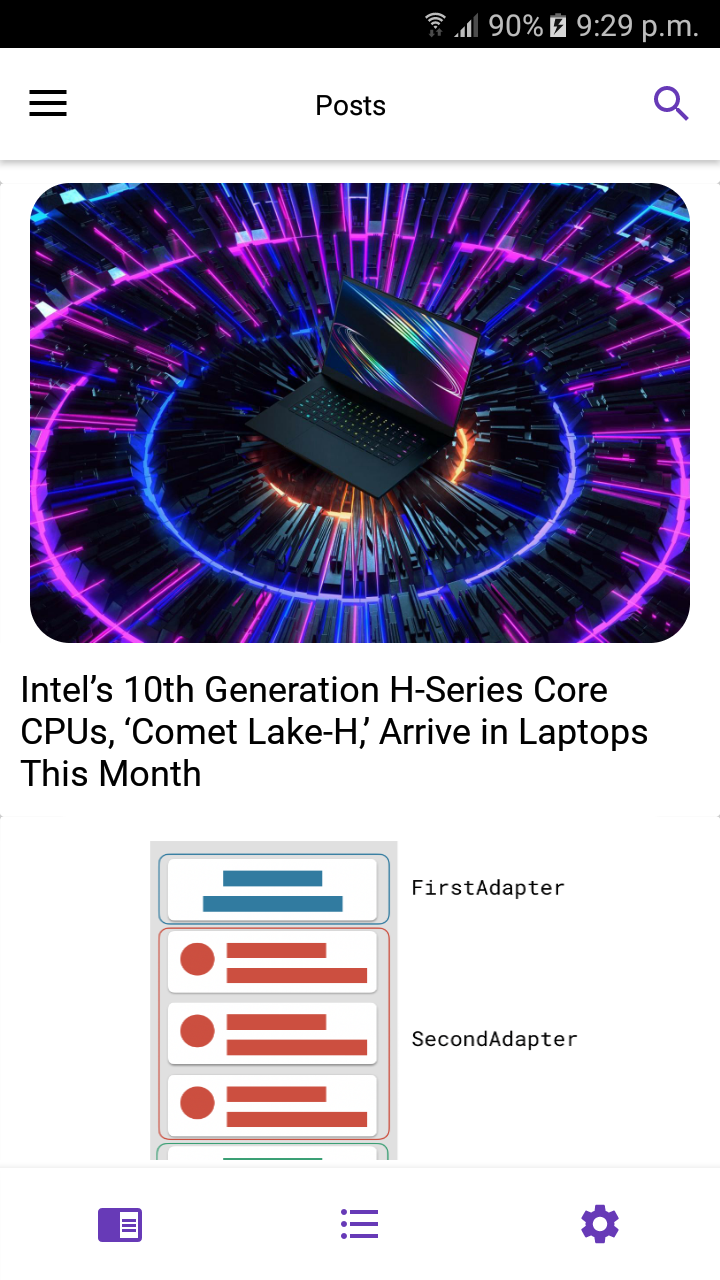 90% 9:29 p.m.
Posts
Intel’s 10th Generation H-Series Core
CPUs, ‘Comet Lake-H,’ Arrive in Laptops
This Month
FirstAdapter
SecondAdapter